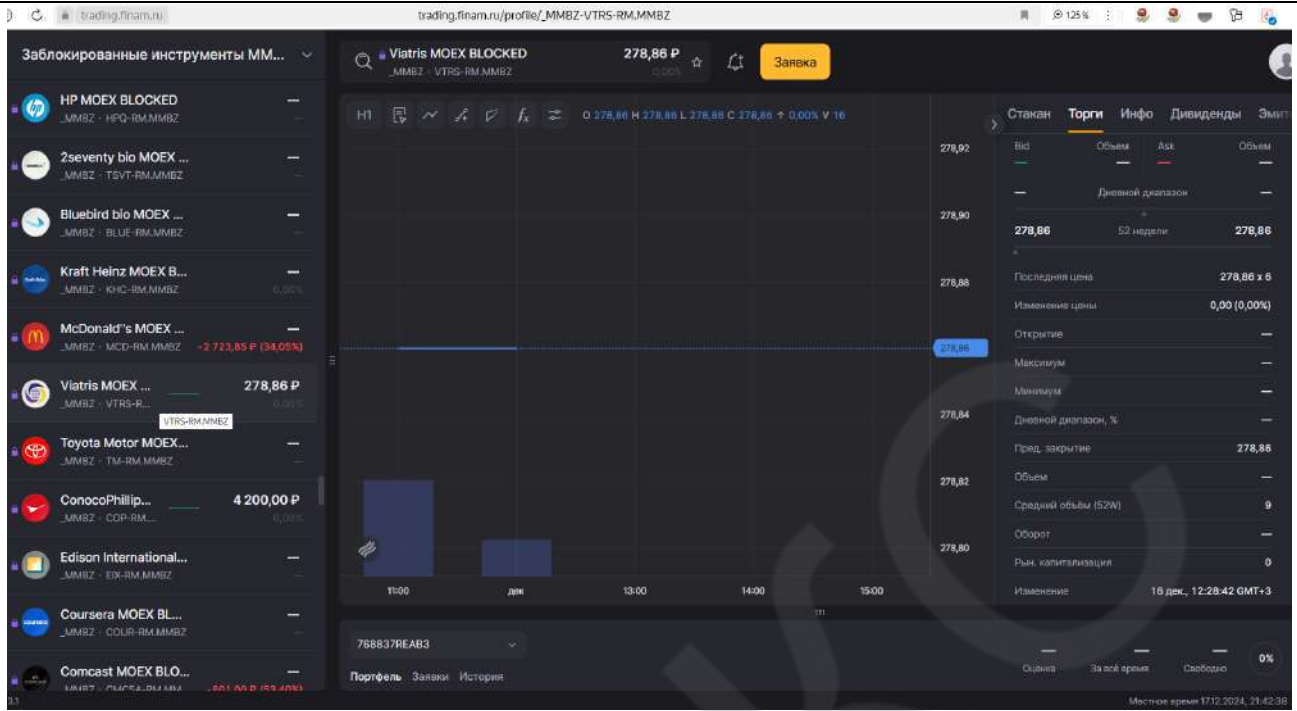 trading.finam.ru
trading.finam.ru/profile/_MMBZ-VTRS-RM.MMBZ
125 %
Заблокированные инструменты ММ...
Viatris MOEX BLOCKED
278,86 ₽
_MMBZ · VTRS-RM.MMBZ
0,00%
Заявка
HP MOEX BLOCKED
—
_MMBZ · HPQ-RM.MMBZ
2seventy bio MOEX ...
—
_MMBZ · TSVT-RM.MMBZ
—
Bluebird bio MOEX ...
—
_MMBZ · BLUE-RM.MMBZ
—
Kraft Heinz MOEX B...
—
_MMBZ · KHC-RM.MMBZ
0,00%
McDonald"s MOEX ...
—
_MMBZ · MCD-RM.MMBZ
-2 723,85 ₽ (34,05%)
Viatris MOEX ...
278,86 ₽
_MMBZ · VTRS-R...
0,00%
VTRS-RM.MMBZ
Toyota Motor MOEX...
—
_MMBZ · TM-RM.MMBZ
—
ConocoPhillip...
4 200,00 ₽
_MMBZ · COP-RM....
0,00%
Edison International...
—
_MMBZ · EIX-RM.MMBZ
—
Coursera MOEX BL...
—
_MMBZ · COUR-RM.MMBZ
—
Comcast MOEX BLO...
—
-801,00 ₽ (53,40%)
3.1
H1
fx
O 278,86 H 278,86 L 278,86 C 278,86 ↑ 0,00% V 16
278,92
278,90
278,88
278,86
278,84
278,82
278,80
11:00
дек
13:00
14:00
15:00
768837REAB3
Портфель Заявки История
Стакан Торги Инфо Дивиденды Эмит
Bid Объем Ask Объем
— — — —
— Дневной диапазон —
278,86 52 недели 278,86
Последняя цена 278,86 x 6
Изменение цены 0,00 (0,00%)
Открытие —
Максимум —
Минимум —
Дневной диапазон, % —
Пред. закрытие 278,86
Объем —
Средний объём (52W) 9
Оборот —
Рын. капитализация 0
Изменение 16 дек., 12:28:42 GMT+3
— — —
Оценка За всё время Свободно
0%
Местное время 17.12.2024, 21:42:38